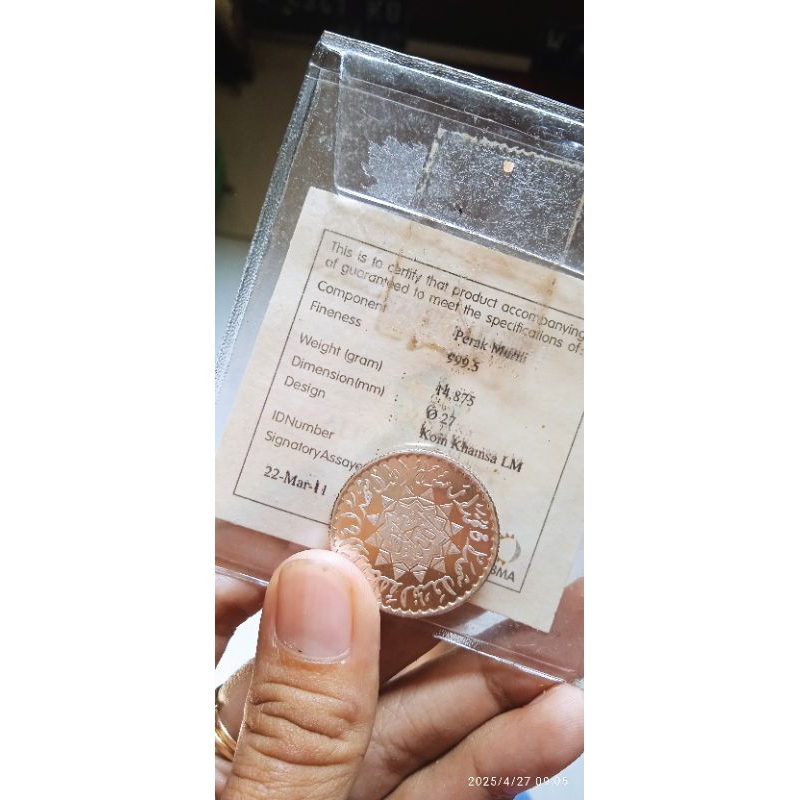 This is to certify that product accompanying
of guaranteed to meet the specifications of:
Component Perak Murni
Fineness 999.5
Weight (gram) : 14,875
Dimension(mm) : Ø 27
Design : Koin Khamsa LM
IDNumber
SignatoryAssaye
22-Mar-11
BMA
2025/4/27 09:05